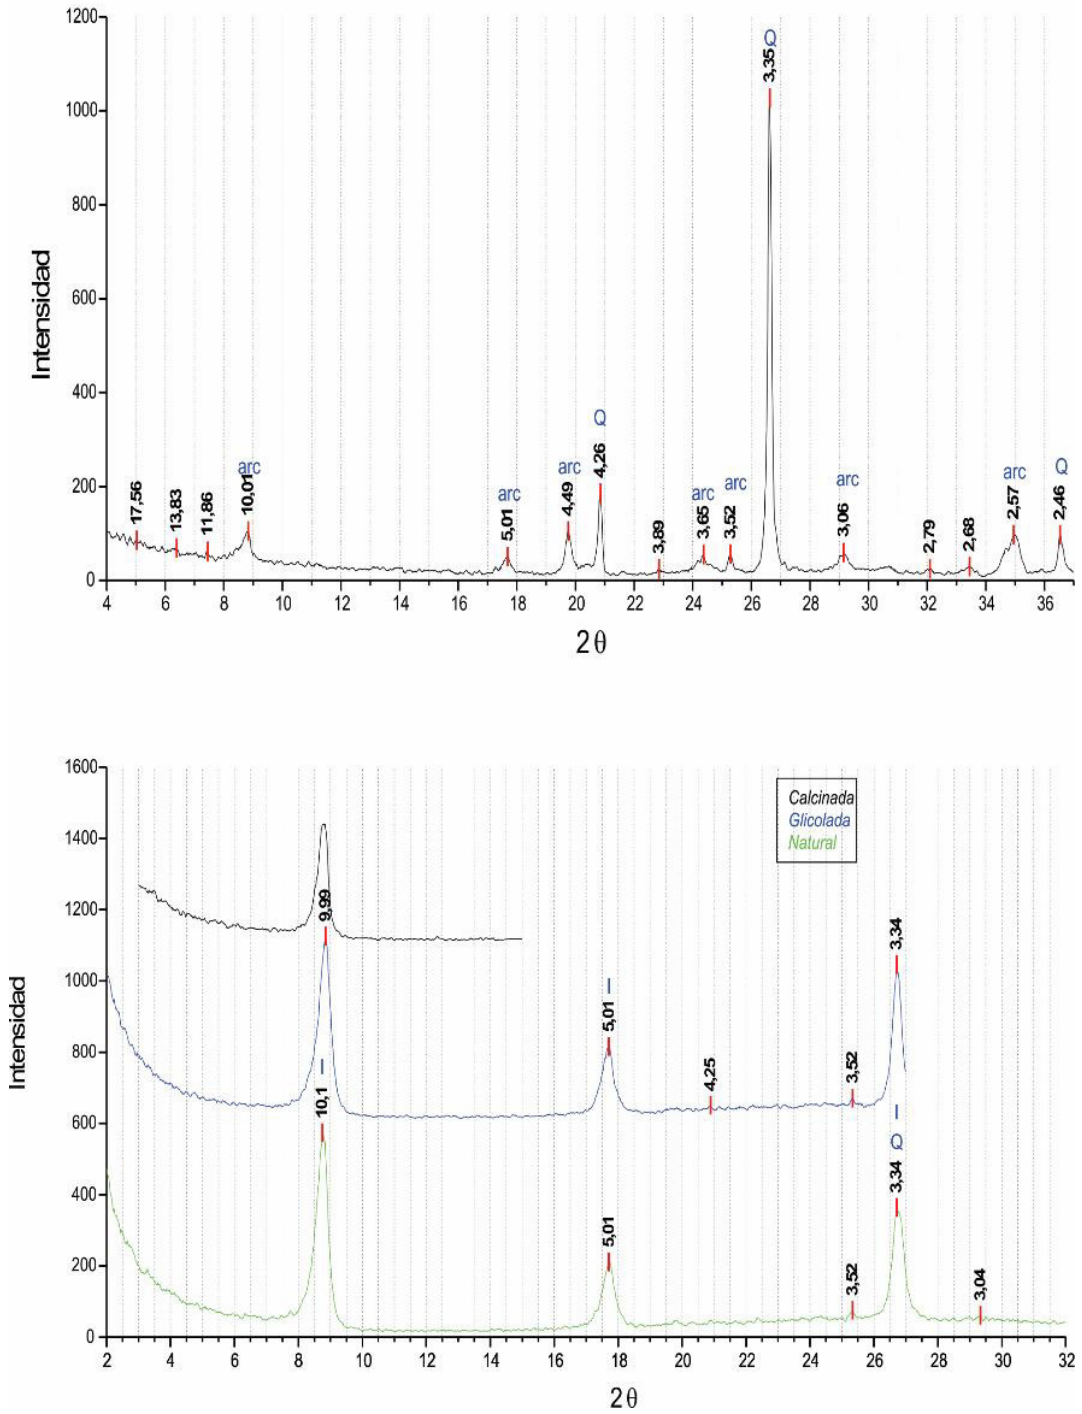 1200
1000
800
600
400
200
0
Intensidad
17,56
13,83
11,86
arc
10,01
arc
5,01
arc
4,49
Q
4,26
3,89
arc
3,65
arc
3,52
Q
3,35
arc
3,06
2,79
2,68
arc
2,57
Q
2,46
4 6 8 10 12 14 16 18 20 22 24 26 28 30 32 34 36
2θ
1600
1400
1200
1000
800
600
400
200
0
Intensidad
Calcinada
Glicolada
Natural
9,99
I
5,01
4,25
3,52
3,34
I
10,1
5,01
3,52
I
Q
3,34
3,04
2 4 6 8 10 12 14 16 18 20 22 24 26 28 30 32
2θ